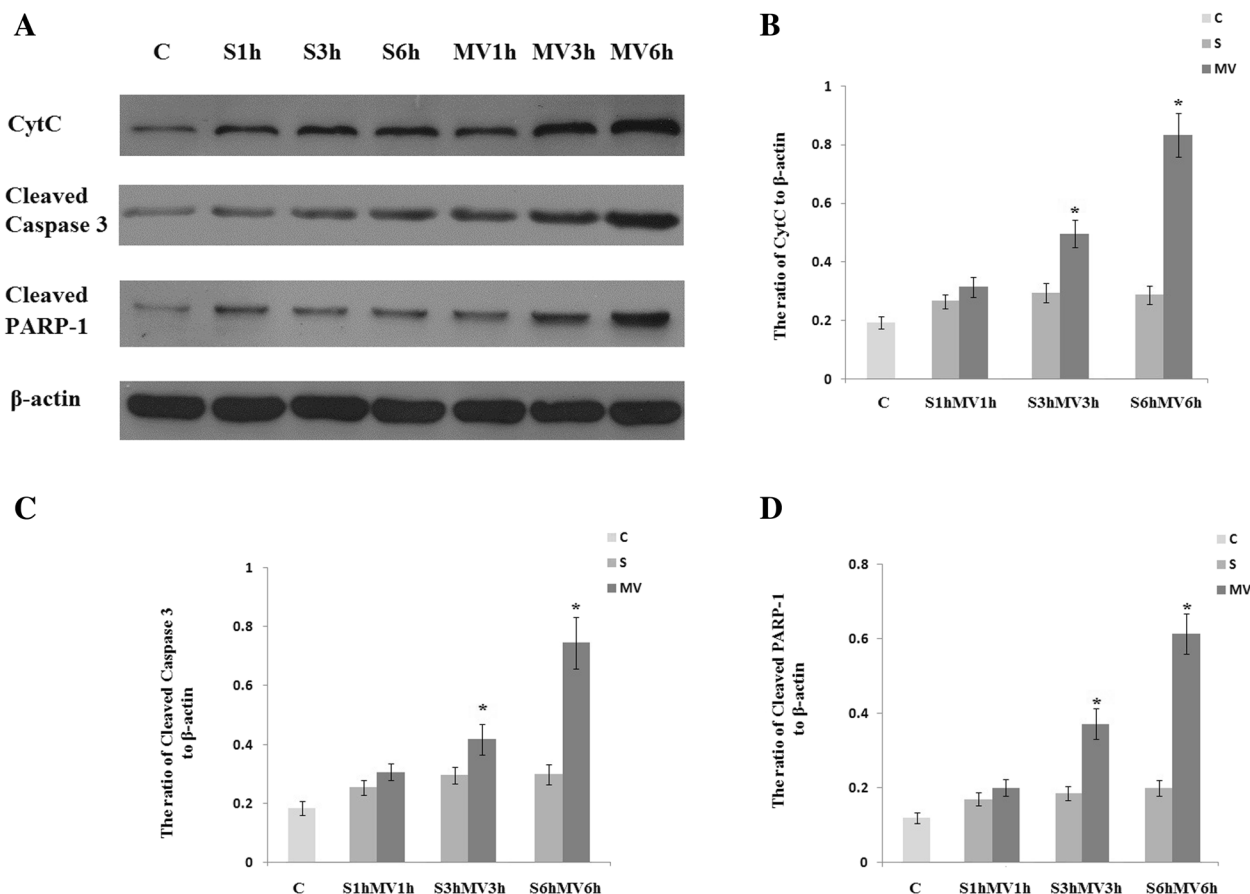 A
C S1h S3h S6h MV1h MV3h MV6h
CytC
Cleaved
Caspase 3
Cleaved
PARP-1
β-actin
B
C
S
MV
The ratio of CytC to β-actin
1
0.8
0.6
0.4
0.2
0
*
*
C S1hMV1h S3hMV3h S6hMV6h
C
C
S
MV
The ratio of Cleaved Caspase 3
to β-actin
1
0.8
0.6
0.4
0.2
0
*
*
C S1hMV1h S3hMV3h S6hMV6h
D
C
S
MV
The ratio of Cleaved PARP-1
to β-actin
0.8
0.6
0.4
0.2
0
*
*
C S1hMV1h S3hMV3h S6hMV6h